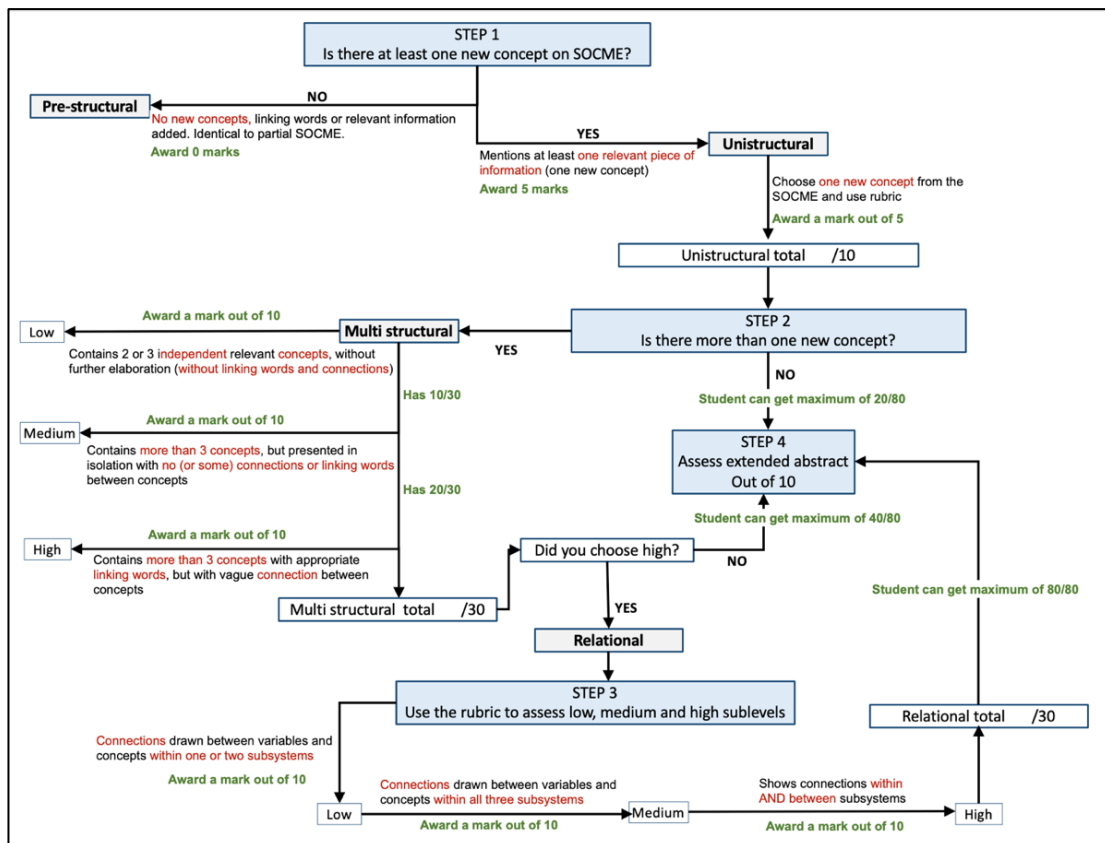 STEP 1
Is there at least one new concept on SOCME?
NO
Pre-structural
No new concepts, linking words or relevant information
added. Identical to partial SOCME.
Award 0 marks
YES
Mentions at least one relevant piece of
information (one new concept)
Award 5 marks
Unistructural
Choose one new concept from the
SOCME and use rubric
Award a mark out of 5
Unistructural total /10
STEP 2
Is there more than one new concept?
YES
Multi structural
Award a mark out of 10
Low
Contains 2 or 3 independent relevant concepts, without
further elaboration (without linking words and connections)
Has 10/30
Award a mark out of 10
Medium
Contains more than 3 concepts, but presented in
isolation with no (or some) connections or linking words
between concepts
Has 20/30
Award a mark out of 10
High
Contains more than 3 concepts with appropriate
linking words, but with vague connection between
concepts
Multi structural total /30
NO
Student can get maximum of 20/80
STEP 4
Assess extended abstract
Out of 10
Student can get maximum of 40/80
Did you choose high?
NO
YES
Relational
STEP 3
Use the rubric to assess low, medium and high sublevels
Connections drawn between variables and
concepts within one or two subsystems
Award a mark out of 10
Low
Connections drawn between variables and
concepts within all three subsystems
Award a mark out of 10
Medium
Shows connections within
AND between subsystems
Award a mark out of 10
High
Relational total /30
Student can get maximum of 80/80